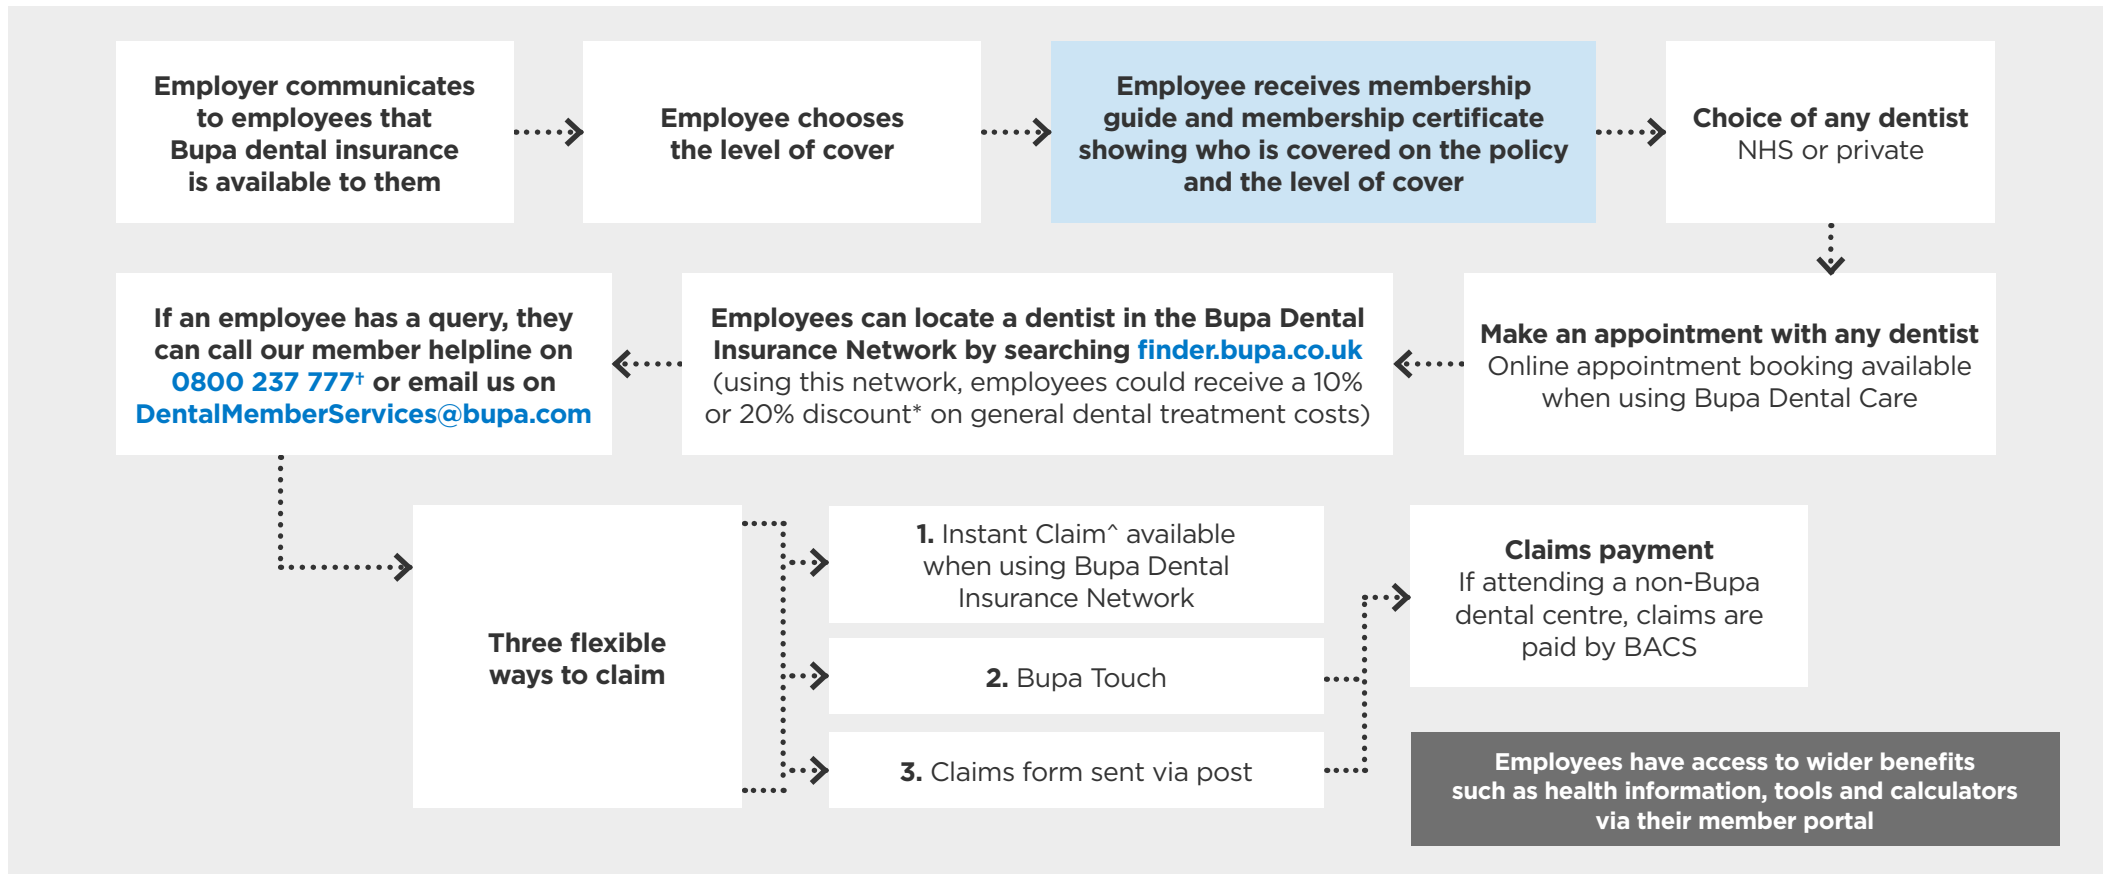 Employer communicates
to employees that
Bupa dental insurance
is available to them
Employee chooses
the level of cover
Employee receives membership
guide and membership certificate
showing who is covered on the policy
and the level of cover
Choice of any dentist
NHS or private
Make an appointment with any dentist
Online appointment booking available
when using Bupa Dental Care
Employees can locate a dentist in the Bupa Dental
Insurance Network by searching finder.bupa.co.uk
(using this network, employees could receive a 10%
or 20% discount* on general dental treatment costs)
If an employee has a query, they
can call our member helpline on
0800 237 777† or email us on
DentalMemberServices@bupa.com
Three flexible
ways to claim
1. Instant Claim^ available
when using Bupa Dental
Insurance Network
2. Bupa Touch
3. Claims form sent via post
Claims payment
If attending a non-Bupa
dental centre, claims are
paid by BACS
Employees have access to wider benefits
such as health information, tools and calculators
via their member portal